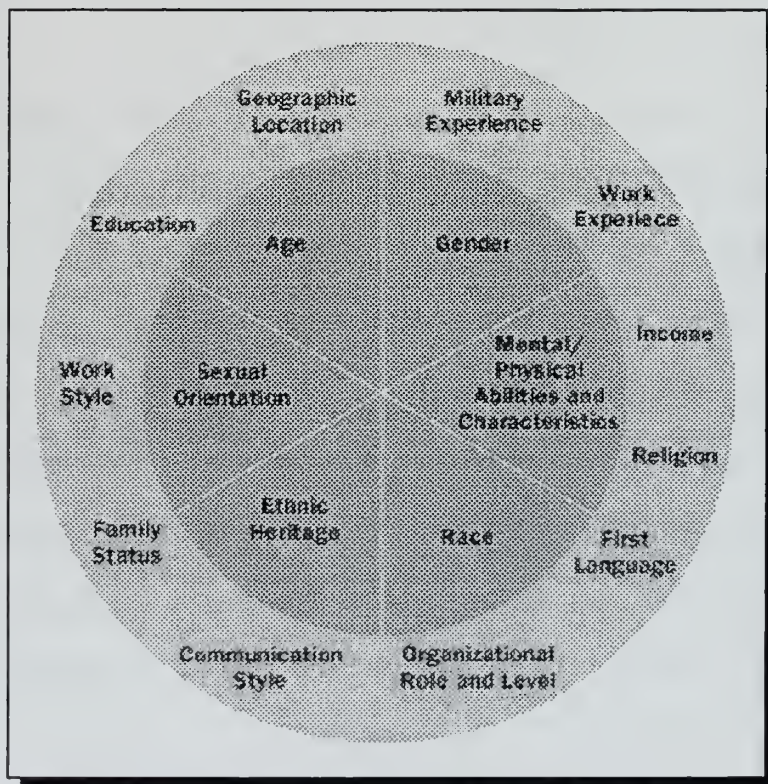 Geographic
Location
Military
Experience
Work
Experiece
Income
Religion
First
Language
Organizational
Role and Level
Communication
Style
Family
Status
Work
Style
Education
Age
Gender
Mental/
Physical
Abilities and
Characteristics
Race
Ethnic
Heritage
Sexual
Orientation